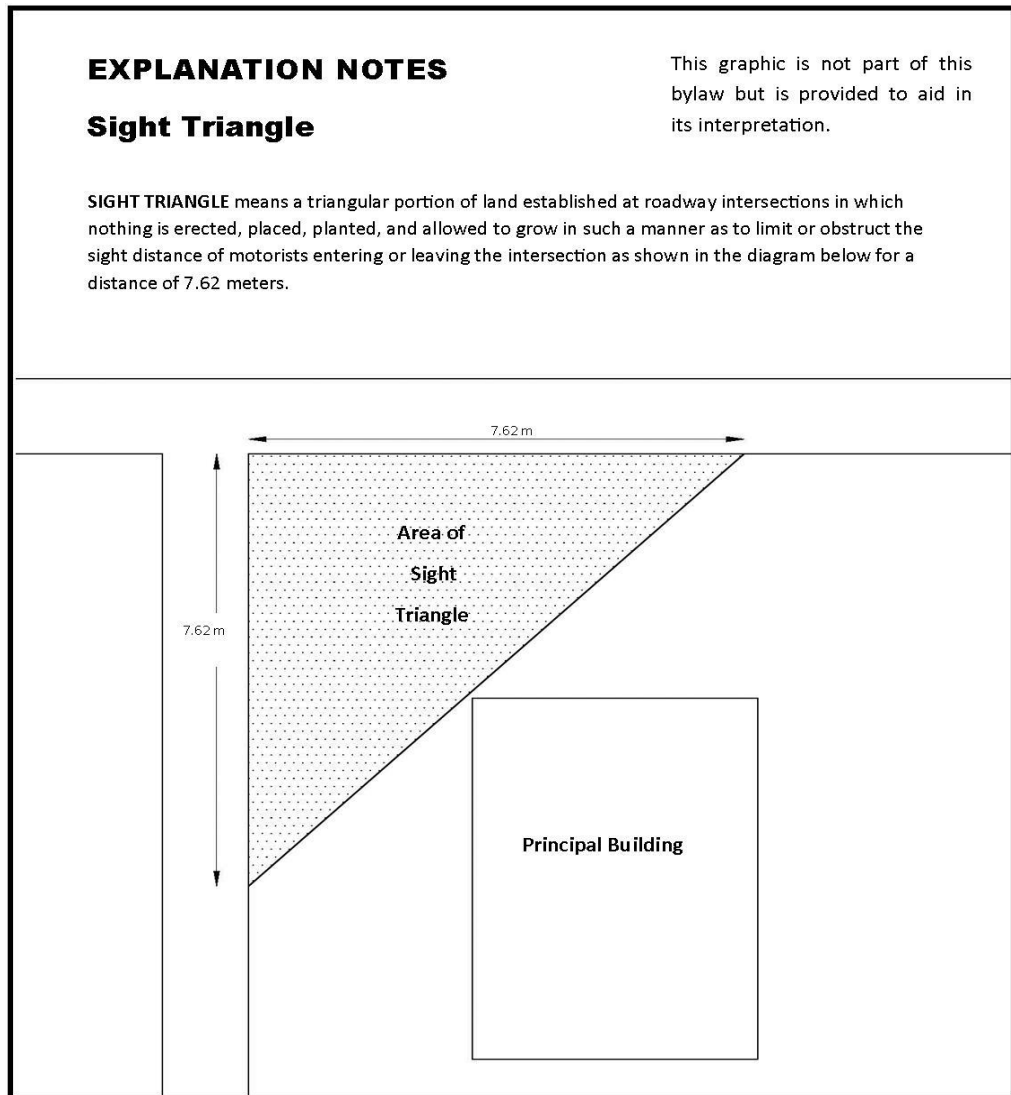 EXPLANATION NOTES
Sight Triangle
This graphic is not part of this
bylaw but is provided to aid in
its interpretation.
SIGHT TRIANGLE means a triangular portion of land established at roadway intersections in which
nothing is erected, placed, planted, and allowed to grow in such a manner as to limit or obstruct the
sight distance of motorists entering or leaving the intersection as shown in the diagram below for a
distance of 7.62 meters.
7.62 m
Area of
Sight
Triangle
7.62 m
Principal Building